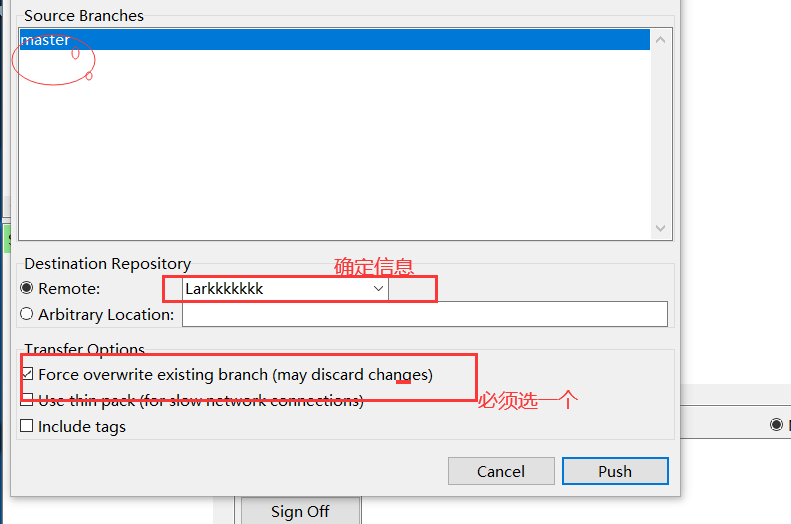 Source Branches
master
Destination Repository
确定信息
Remote: Larkkkkkkk
Arbitrary Location:
Transfer Options
Force overwrite existing branch (may discard changes)
Use thin pack (for slow network connections)
必须选一个
Include tags
Cancel Push
Sign Off